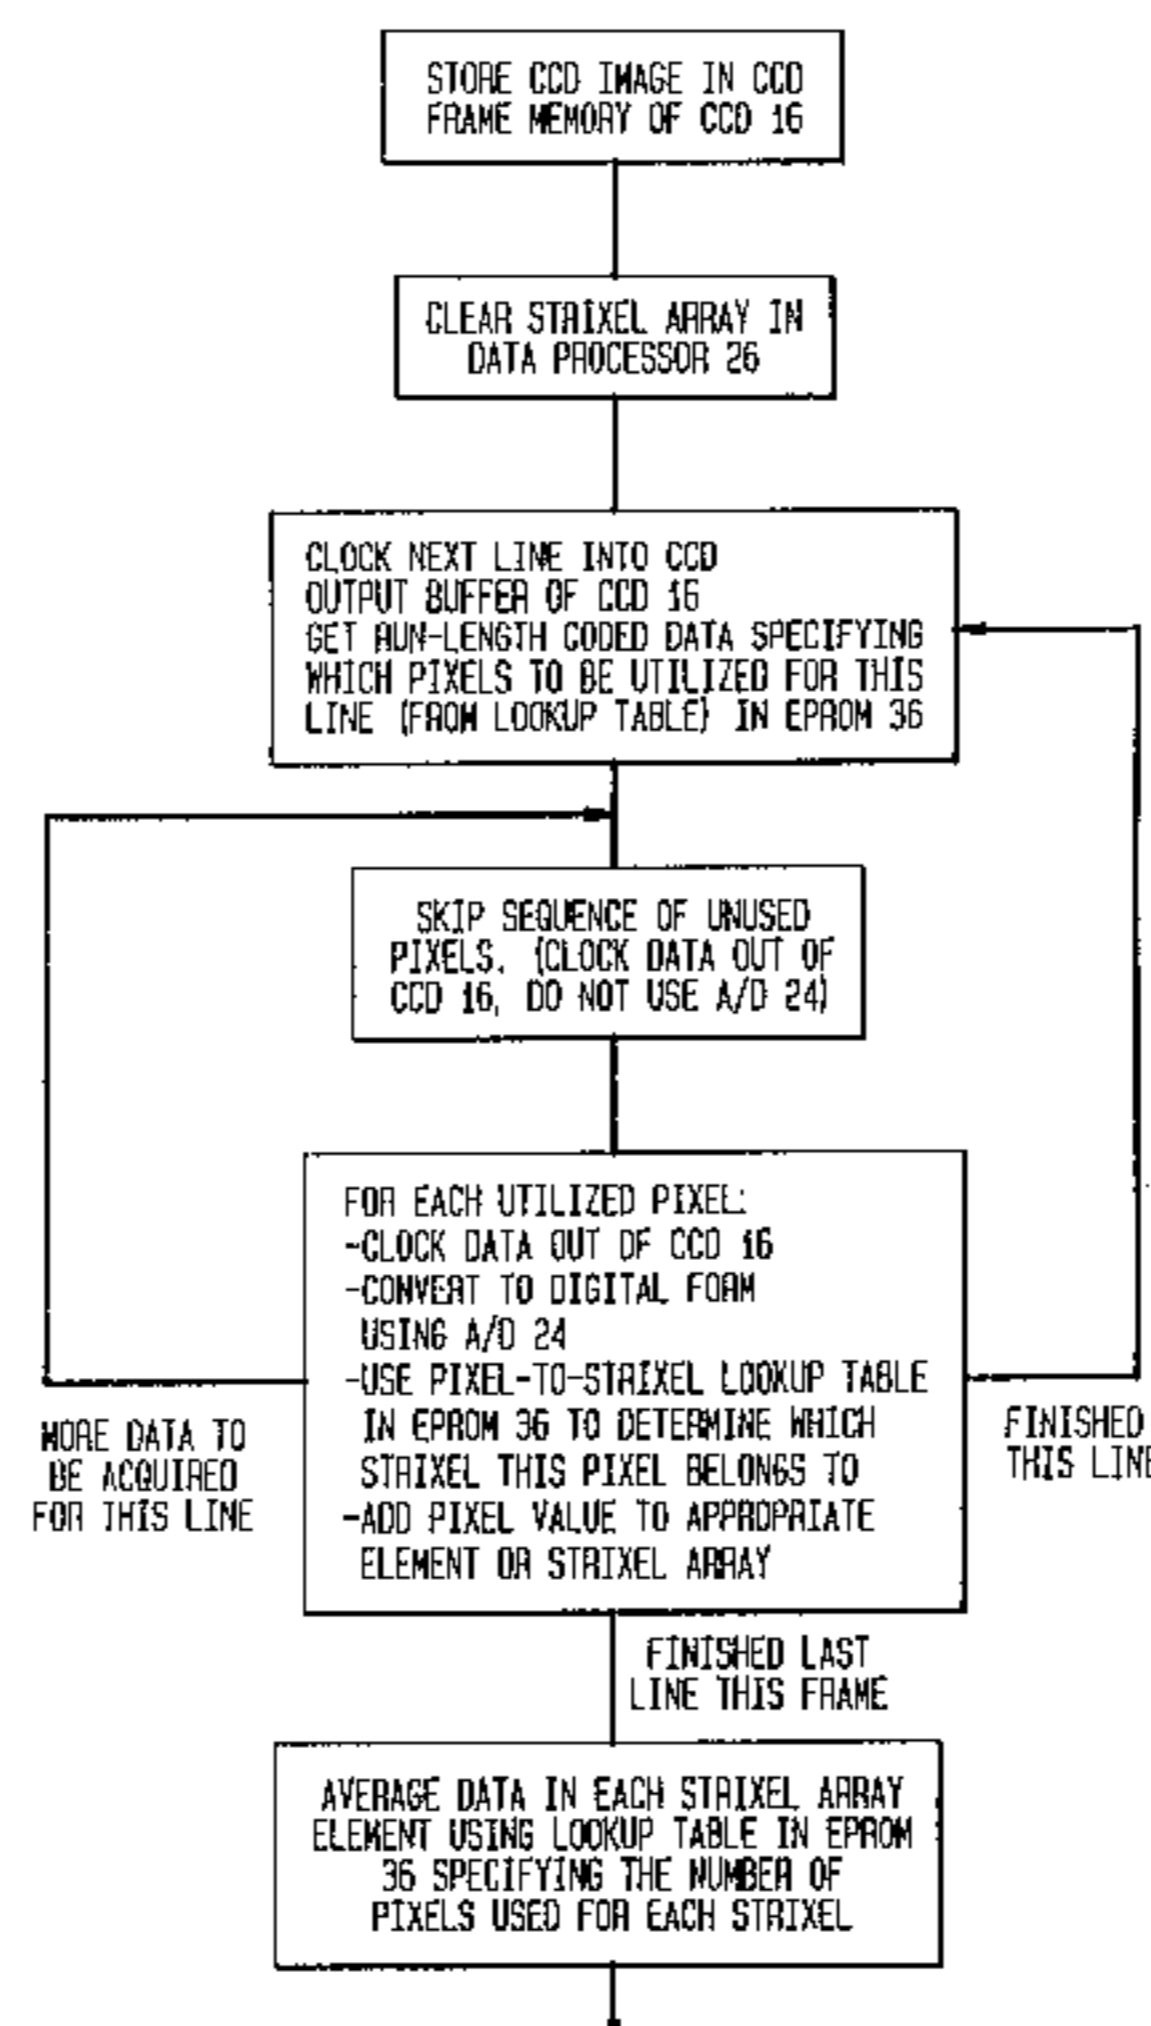 STORE CCD IMAGE IN CCD
FRAME MEMORY OF CCD 16
CLEAR STRIXEL ARRAY IN
DATA PROCESSOR 26
CLOCK NEXT LINE INTO CCD
OUTPUT BUFFER OF CCD 16
GET RUN-LENGTH CODED DATA SPECIFYING
WHICH PIXELS TO BE UTILIZED FOR THIS
LINE (FROM LOOKUP TABLE) IN EPROM 36
SKIP SEQUENCE OF UNUSED
PIXELS. (CLOCK DATA OUT OF
CCD 16, DO NOT USE A/D 24)
FOR EACH UTILIZED PIXEL:
-CLOCK DATA OUT OF CCD 16
-CONVERT TO DIGITAL FORM
USING A/D 24
-USE PIXEL-TO-STRIXEL LOOKUP TABLE
IN EPROM 36 TO DETERMINE WHICH
STRIXEL THIS PIXEL BELONGS TO
-ADD PIXEL VALUE TO APPROPRIATE
ELEMENT OR STRIXEL ARRAY
MORE DATA TO
BE ACQUIRED
FOR THIS LINE
FINISHED
THIS LINE
FINISHED LAST
LINE THIS FRAME
AVERAGE DATA IN EACH STRIXEL ARRAY
ELEMENT USING LOOKUP TABLE IN EPROM
36 SPECIFYING THE NUMBER OF
PIXELS USED FOR EACH STRIXEL